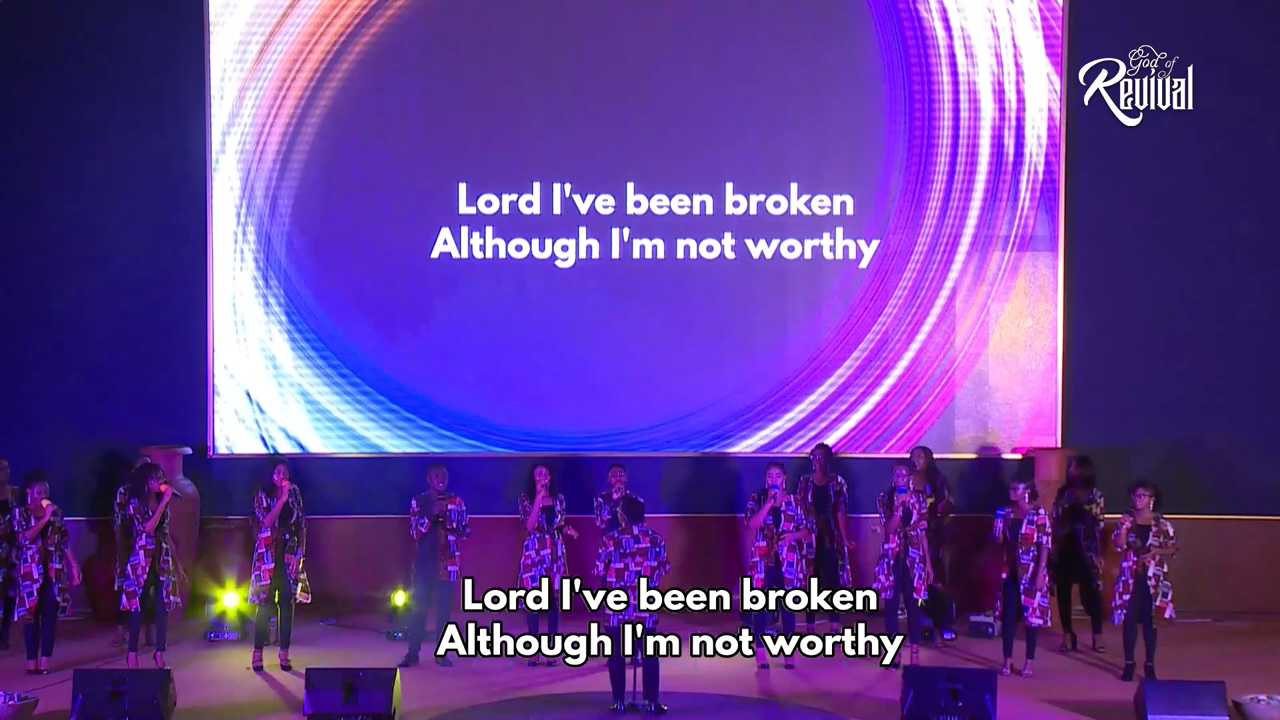 God of
Revival
Lord I've been broken
Although I'm not worthy
Lord I've been broken
Although I'm not worthy